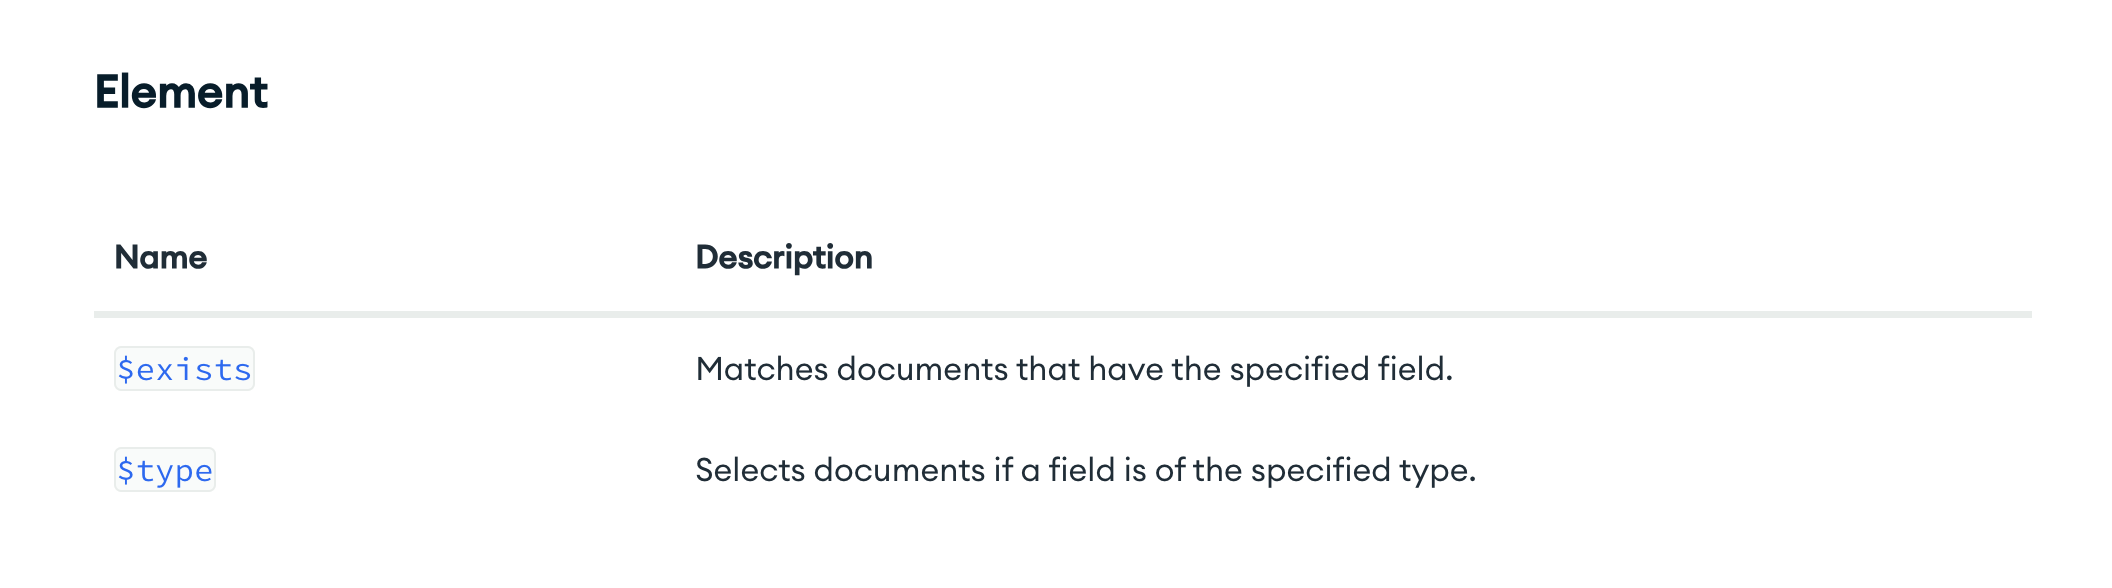 Element
Name Description
$exists Matches documents that have the specified field.
$type Selects documents if a field is of the specified type.